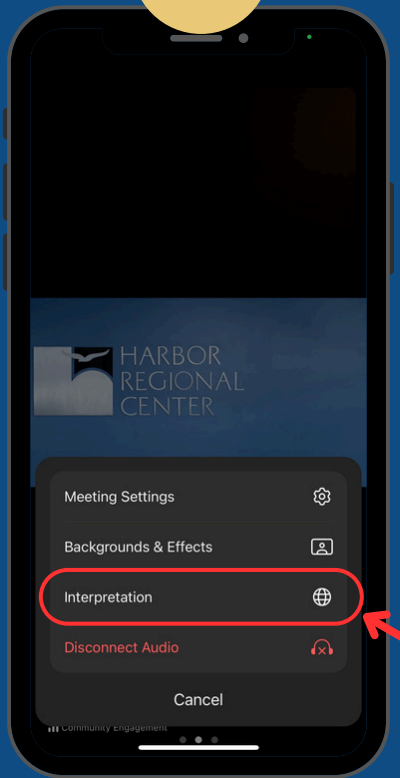 HARBOR
REGIONAL
CENTER
Meeting Settings
Backgrounds & Effects
Interpretation
Disconnect Audio
Cancel
Community Engagement